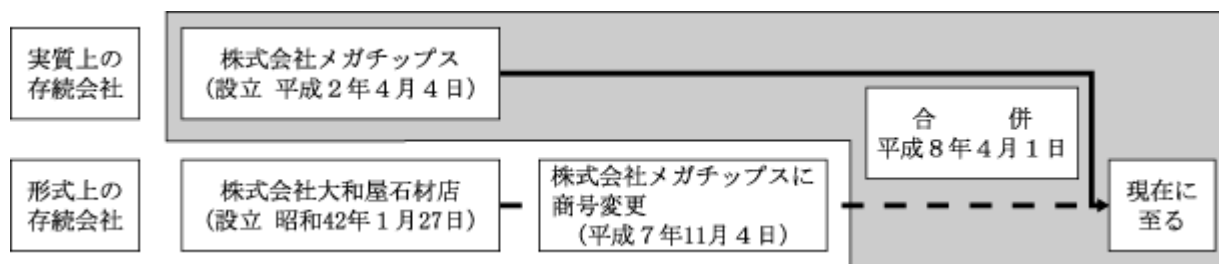 実質上の
存続会社
株式会社メガチップス
(設立 平成2年4月4日)
合　　併
平成8年4月1日
形式上の
存続会社
株式会社大和屋石材店
(設立 昭和42年1月27日)
株式会社メガチップスに
商号変更
(平成7年11月4日)
現在に
至る